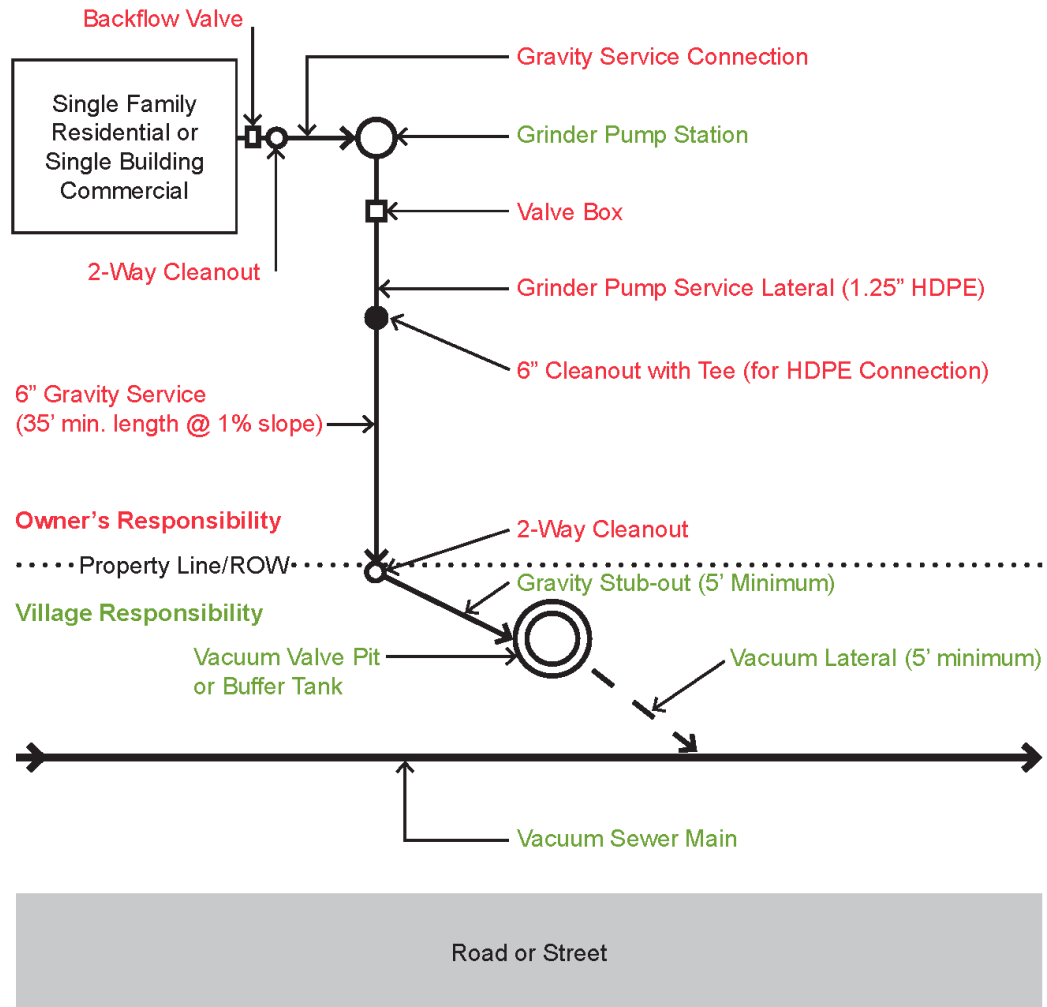 Backflow Valve
Gravity Service Connection
Single Family
Residential or
Single Building
Commercial
Grinder Pump Station
Valve Box
2-Way Cleanout
Grinder Pump Service Lateral (1.25” HDPE)
6” Cleanout with Tee (for HDPE Connection)
6” Gravity Service
(35’ min. length @ 1% slope)
Owner’s Responsibility
2-Way Cleanout
Property Line/ROW
Gravity Stub-out (5’ Minimum)
Village Responsibility
Vacuum Valve Pit
or Buffer Tank
Vacuum Lateral (5’ minimum)
Vacuum Sewer Main
Road or Street